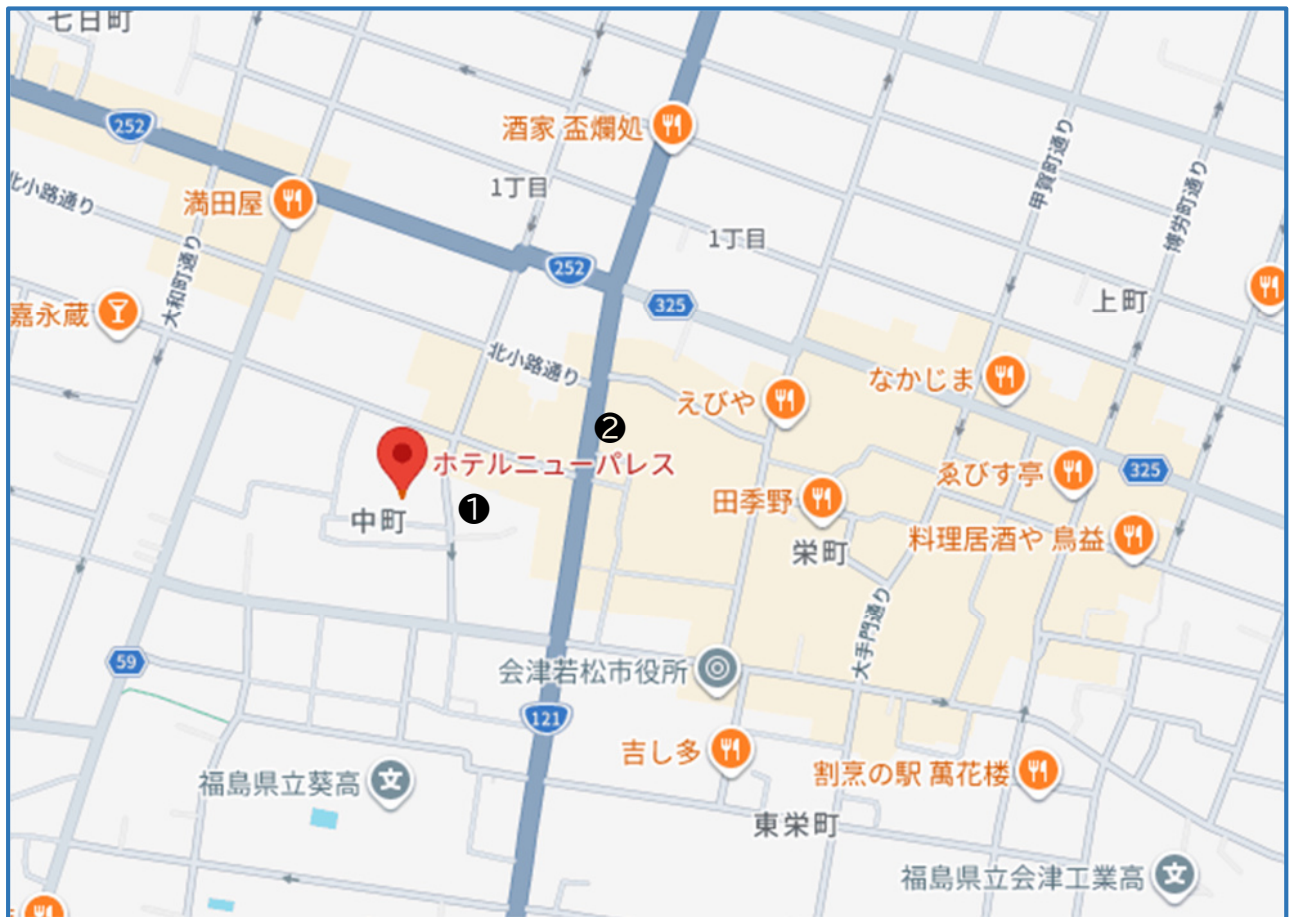 七日町
252
酒家 盃爛処
満田屋
1丁目
北小路通り
甲賀町通り
博労町通り
1丁目
大和町通り
252
325
上町
嘉永蔵
北小路通り
なかじま
えびや
❷
ホテルニューパレス
ゑびす亭
325
田季野
❶
中町
料理居酒や 鳥益
栄町
大手門通り
59
会津若松市役所
121
吉し多
福島県立葵高
割烹の駅 萬花楼
東栄町
福島県立会津工業高